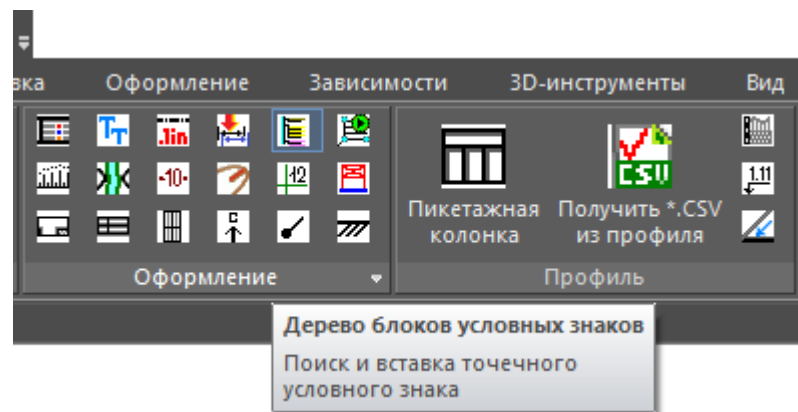 вка Оформление Зависимости 3D-инструменты Вид
.lin
-10- 12 1.11
CSV
Пикетажная колонка
Получить *.CSV из профиля
С
Оформление Профиль
Дерево блоков условных знаков
Поиск и вставка точечного
условного знака